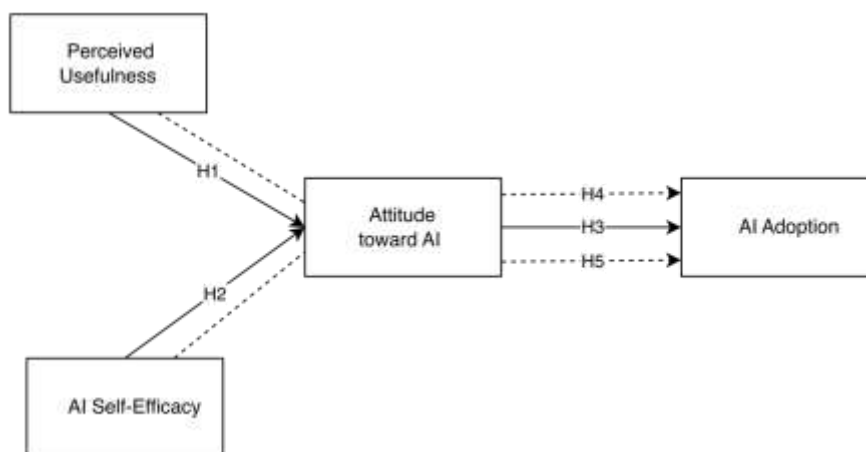 Perceived
Usefulness
H1
H4
Attitude
toward AI
H3
AI Adoption
H5
H2
AI Self-Efficacy